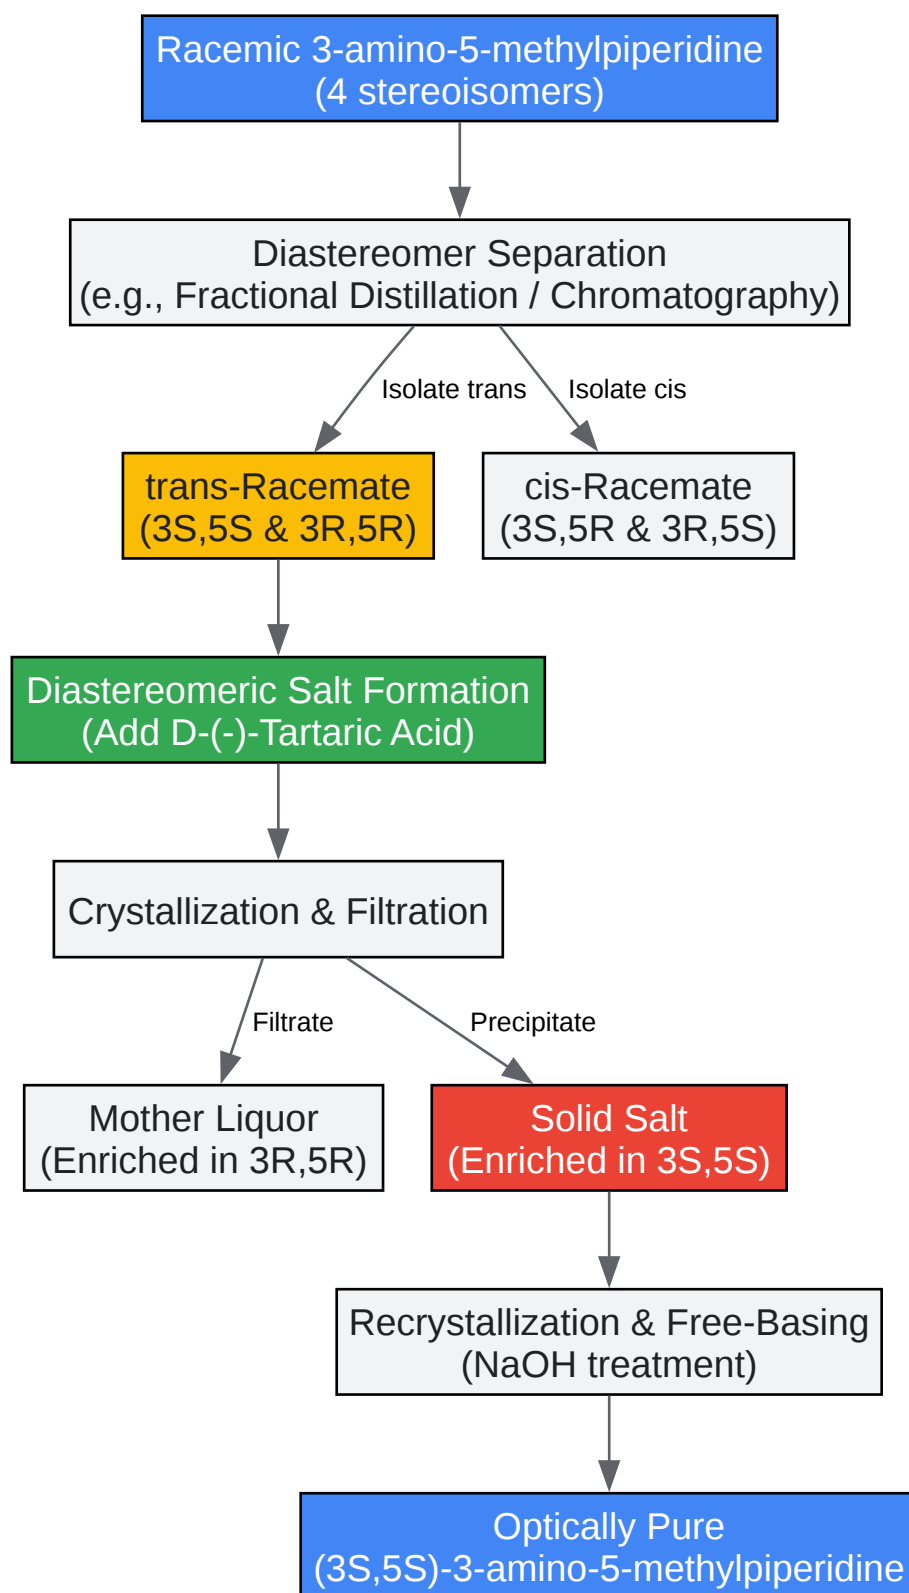 Racemic 3-amino-5-methylpiperidine
(4 stereoisomers)
Diastereomer Separation
(e.g., Fractional Distillation / Chromatography)
Isolate trans
Isolate cis
trans-Racemate
(3S,5S & 3R,5R)
cis-Racemate
(3S,5R & 3R,5S)
Diastereomeric Salt Formation
(Add D-(-)-Tartaric Acid)
Crystallization & Filtration
Filtrate
Precipitate
Mother Liquor
(Enriched in 3R,5R)
Solid Salt
(Enriched in 3S,5S)
Recrystallization & Free-Basing
(NaOH treatment)
Optically Pure
(3S,5S)-3-amino-5-methylpiperidine